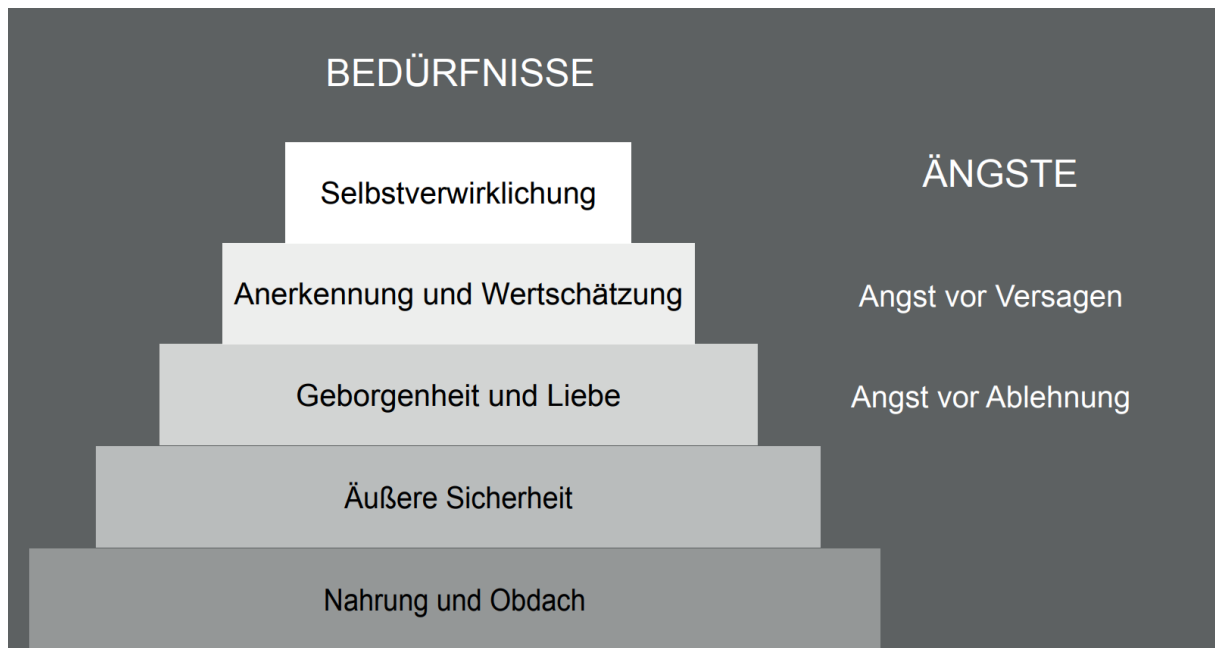 BEDÜRFNISSE
ÄNGSTE
Selbstverwirklichung
Anerkennung und Wertschätzung
Angst vor Versagen
Geborgenheit und Liebe
Angst vor Ablehnung
Äußere Sicherheit
Nahrung und Obdach